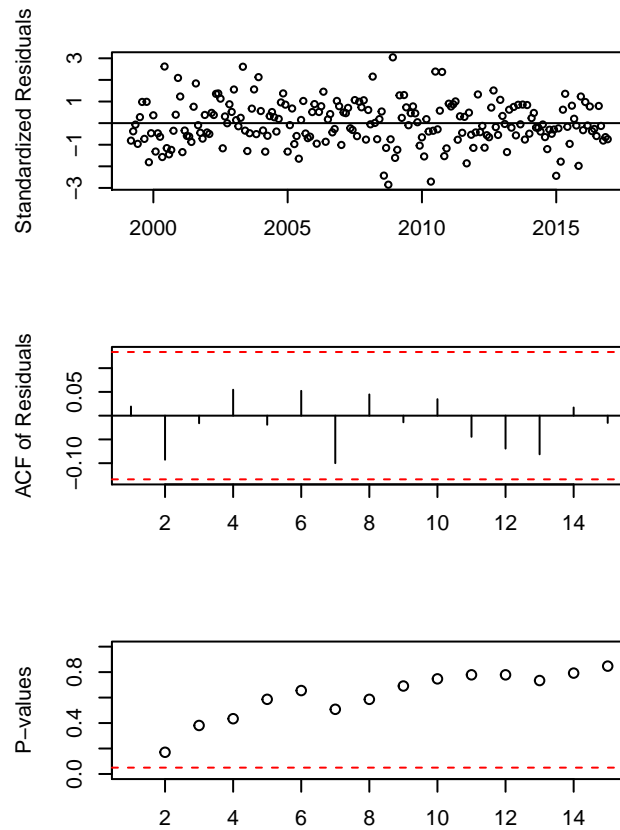 Standardized Residuals
3
1
−1
−3
2000 2005 2010 2015
ACF of Residuals
0.05
−0.10
2 4 6 8 10 12 14
P−values
0.8
0.4
0.0
2 4 6 8 10 12 14